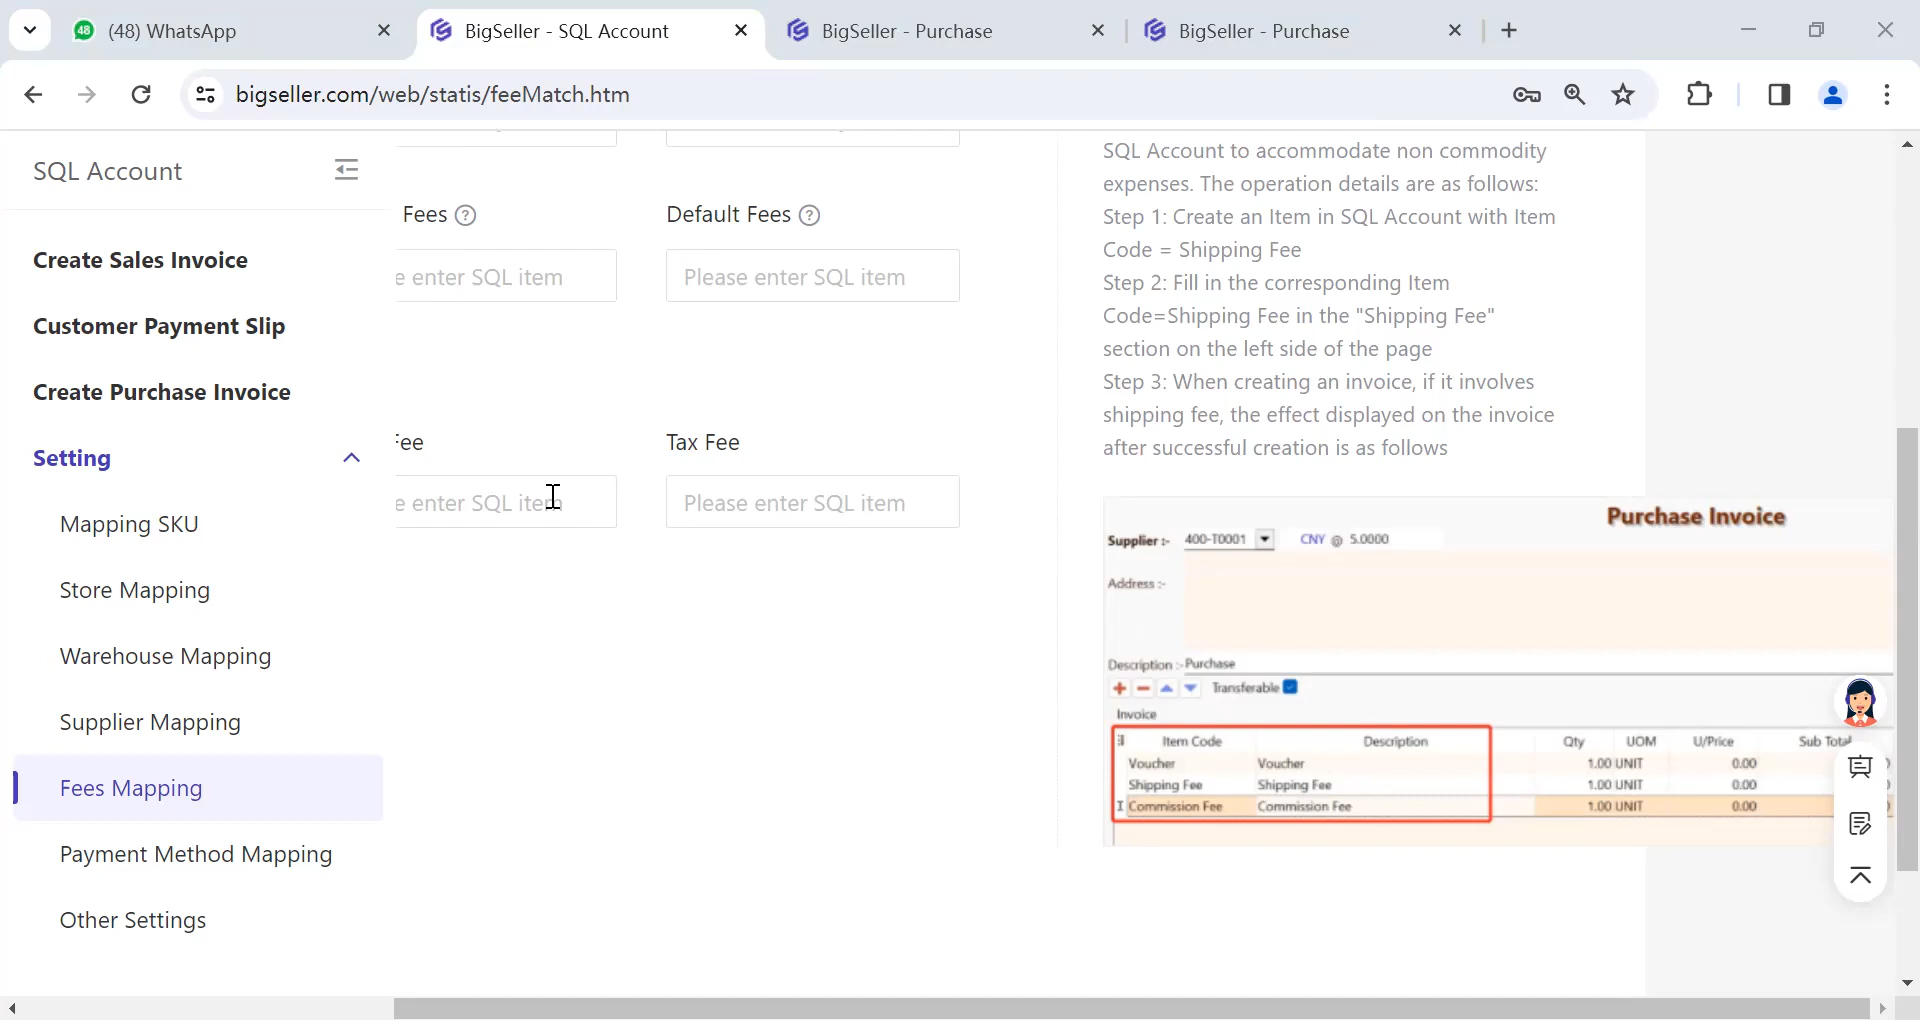 48
(48) WhatsApp
BigSeller - SQL Account
BigSeller - Purchase
BigSeller - Purchase
bigseller.com/web/statis/feeMatch.htm
SQL Account
Create Sales Invoice
Customer Payment Slip
Create Purchase Invoice
Setting
Mapping SKU
Store Mapping
Warehouse Mapping
Supplier Mapping
Fees Mapping
Payment Method Mapping
Other Settings
Fees ?
Default Fees ?
e enter SQL item
Please enter SQL item
Fee
Tax Fee
e enter SQL item
Please enter SQL item
SQL Account to accommodate non commodity
expenses. The operation details are as follows:
Step 1: Create an Item in SQL Account with Item
Code = Shipping Fee
Step 2: Fill in the corresponding Item
Code=Shipping Fee in the "Shipping Fee"
section on the left side of the page
Step 3: When creating an invoice, if it involves
shipping fee, the effect displayed on the invoice
after successful creation is as follows
Purchase Invoice
Supplier :- 400-T0001 CNY @ 5.0000
Address :-
Description :- Purchase
Transferable
Invoice
Item Code Description Qty UOM U/Price Sub Total
Voucher Voucher 1.00 UNIT 0.00
Shipping Fee Shipping Fee 1.00 UNIT 0.00
Commission Fee Commission Fee 1.00 UNIT 0.00